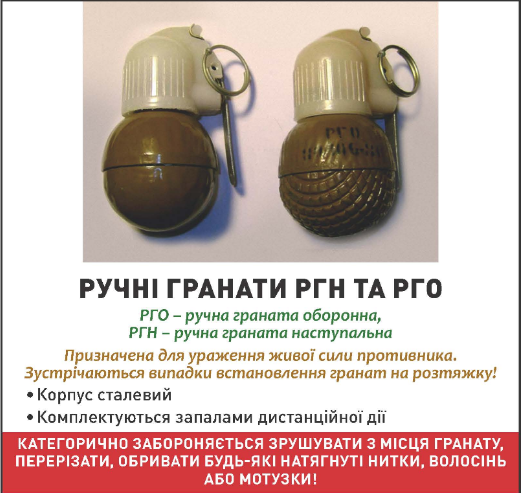 РГО
РУЧНІ ГРАНАТИ РГН ТА РГО
РГО – ручна граната оборонна,
РГН – ручна граната наступальна
Призначена для ураження живої сили противника.
Зустрічаються випадки встановлення гранат на розтяжку!
• Корпус сталевий
• Комплектуються запалами дистанційної дії
КАТЕГОРИЧНО ЗАБОРОНЯЄТЬСЯ ЗРУШУВАТИ З МІСЦЯ ГРАНАТУ,
ПЕРЕРІЗАТИ, ОБРИВАТИ БУДЬ-ЯКІ НАТЯГНУТІ НИТКИ, ВОЛОСІНЬ
АБО МОТУЗКИ!